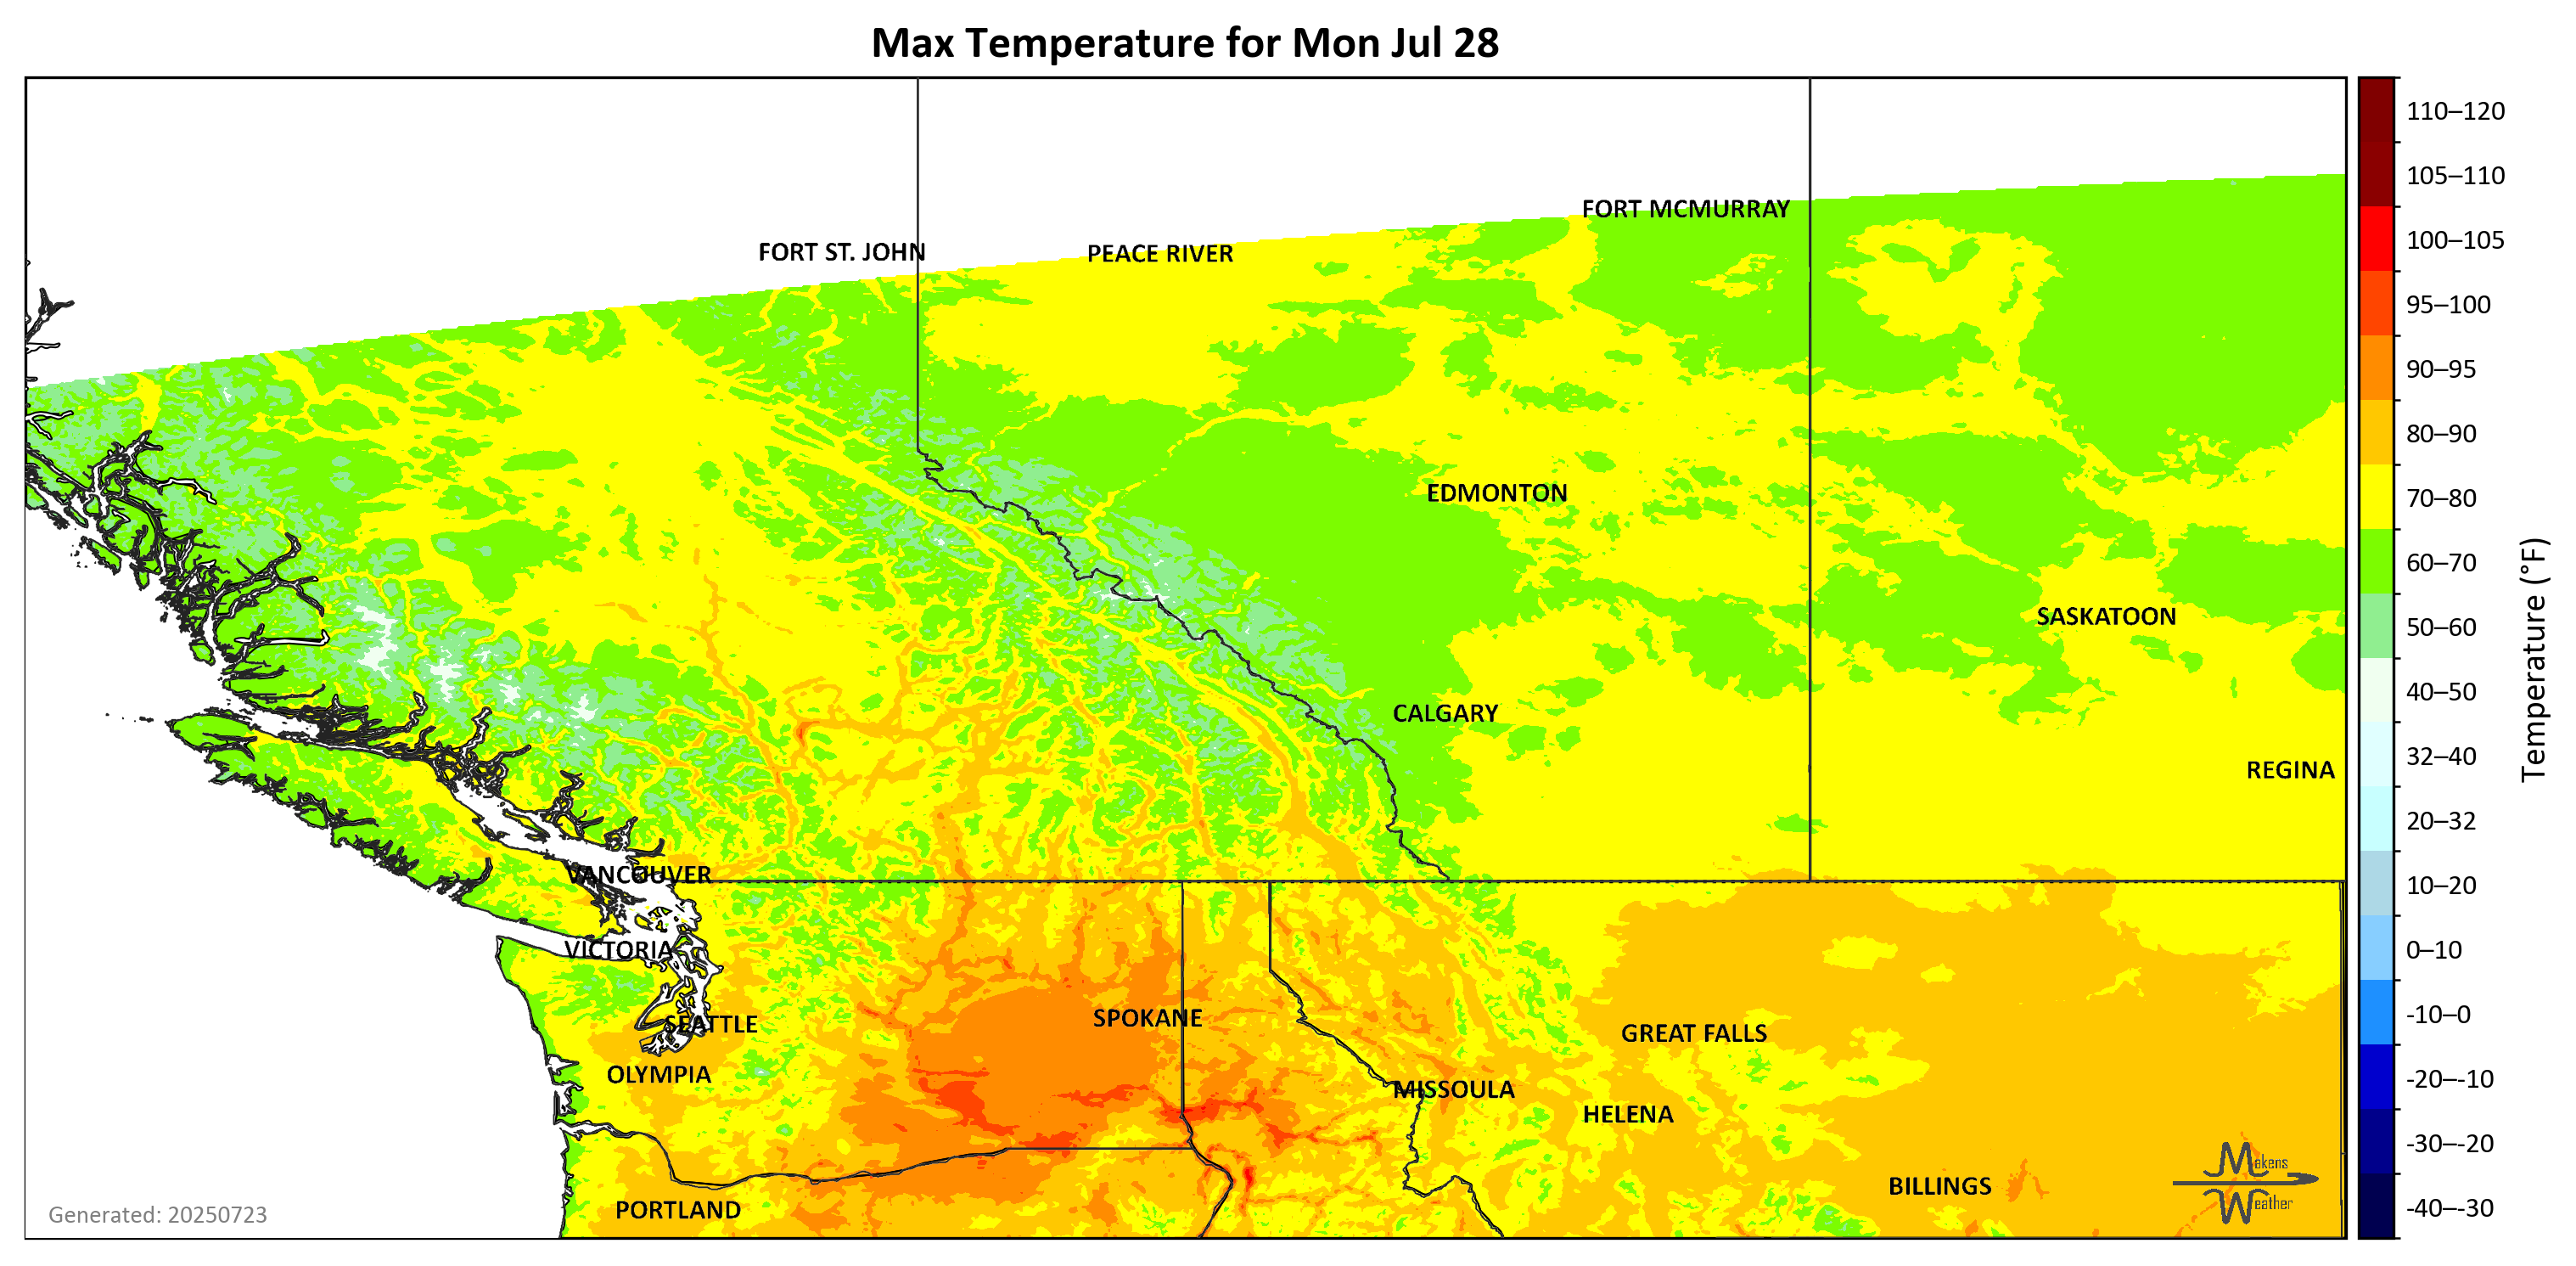 Max Temperature for Mon Jul 28
FORT MCMURRAY
FORT ST. JOHN
PEACE RIVER
EDMONTON
SASKATOON
CALGARY
REGINA
VANCOUVER
VICTORIA
SEATTLE
SPOKANE
GREAT FALLS
OLYMPIA
MISSOULA
HELENA
BILLINGS
PORTLAND
Makens
Weather
Generated: 20250723
110–120
105–110
100–105
95–100
90–95
80–90
70–80
60–70
50–60
40–50
32–40
20–32
10–20
0–10
-10–0
-20–-10
-30–-20
-40–-30
Temperature (°F)